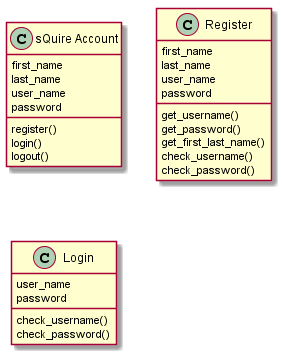 C sQuire Account
first_name
last_name
user_name
password
register()
login()
logout()
C Register
first_name
last_name
user_name
password
get_username()
get_password()
get_first_last_name()
check_username()
check_password()
C Login
user_name
password
check_username()
check_password()